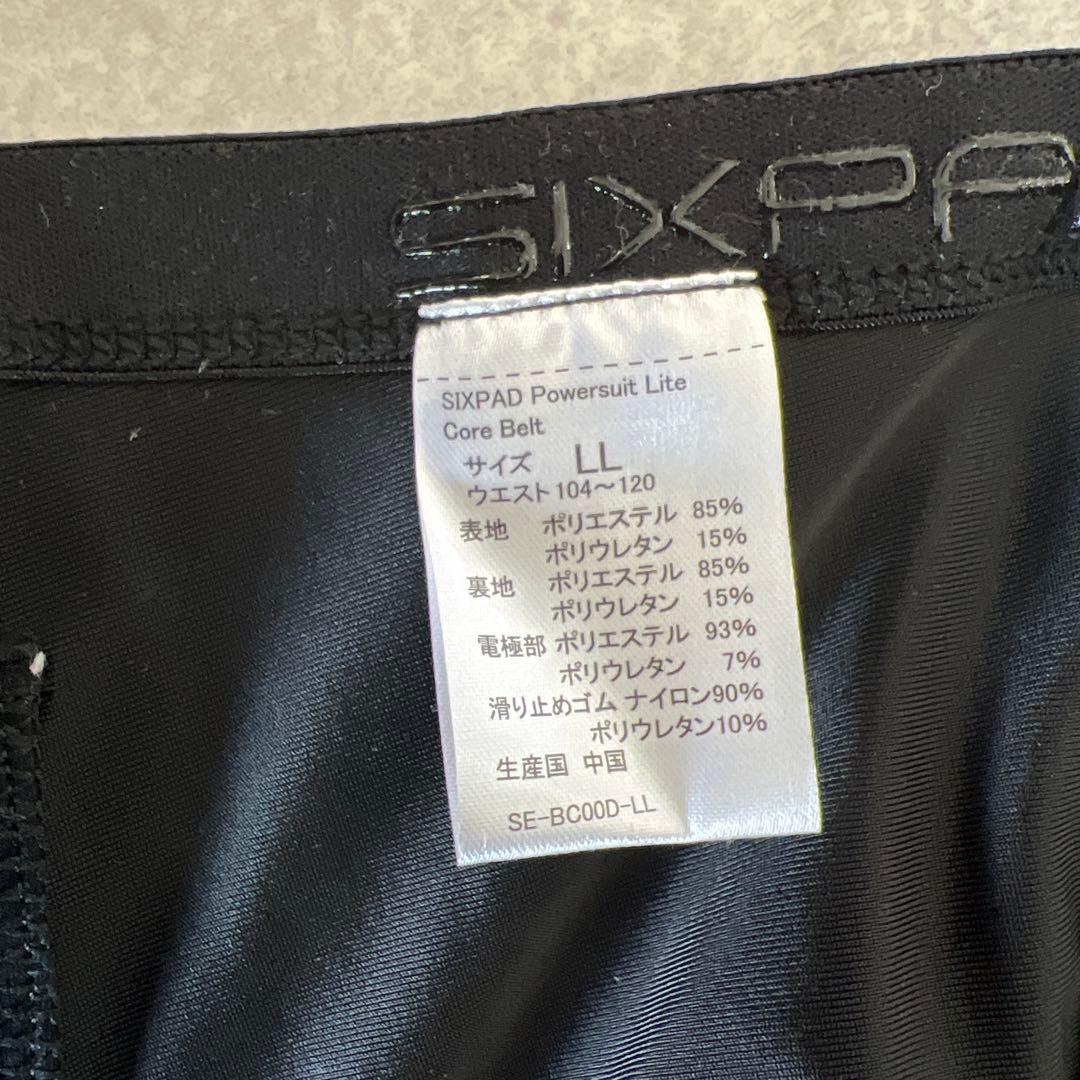 SIXPA
SIXPAD Powersuit Lite
Core Belt
サイズ LL
ウエスト 104～120
表地 ポリエステル 85%
ポリウレタン 15%
裏地 ポリエステル 85%
ポリウレタン 15%
電極部 ポリエステル 93%
ポリウレタン 7%
滑り止めゴム ナイロン90%
ポリウレタン10%
生産国 中国
SE-BC00D-LL